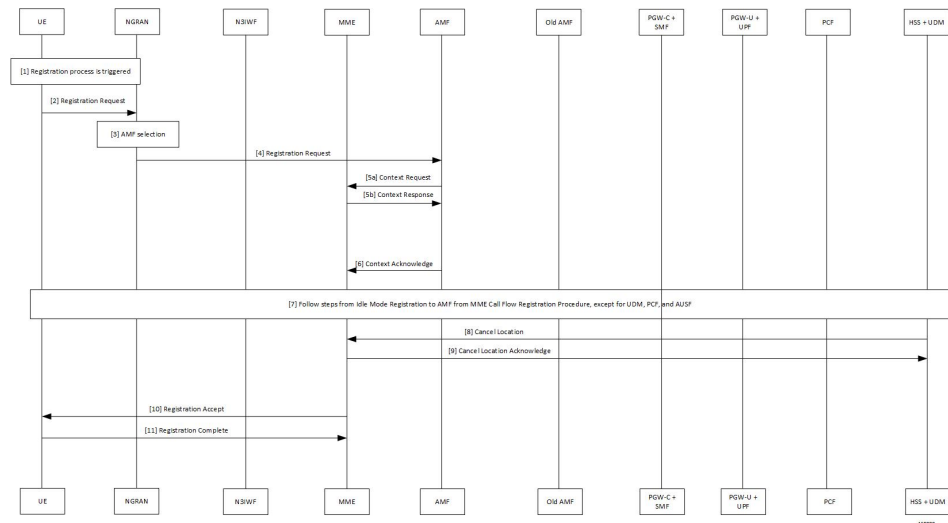 UE
NGRAN
N3IWF
MME
AMF
Old AMF
PGW-C +
SMF
PGW-U +
UPF
PCF
HSS + UDM
[1] Registration process is triggered
[2] Registration Request
[3] AMF selection
[4] Registration Request
[5a] Context Request
[5b] Context Response
[6] Context Acknowledge
[7] Follow steps from Idle Mode Registration to AMF from MME Call Flow Registration Procedure, except for UDM, PCF, and AUSF
[8] Cancel Location
[9] Cancel Location Acknowledge
[10] Registration Accept
[11] Registration Complete
UE
NGRAN
N3IWF
MME
AMF
Old AMF
PGW-C +
SMF
PGW-U +
UPF
PCF
HSS + UDM